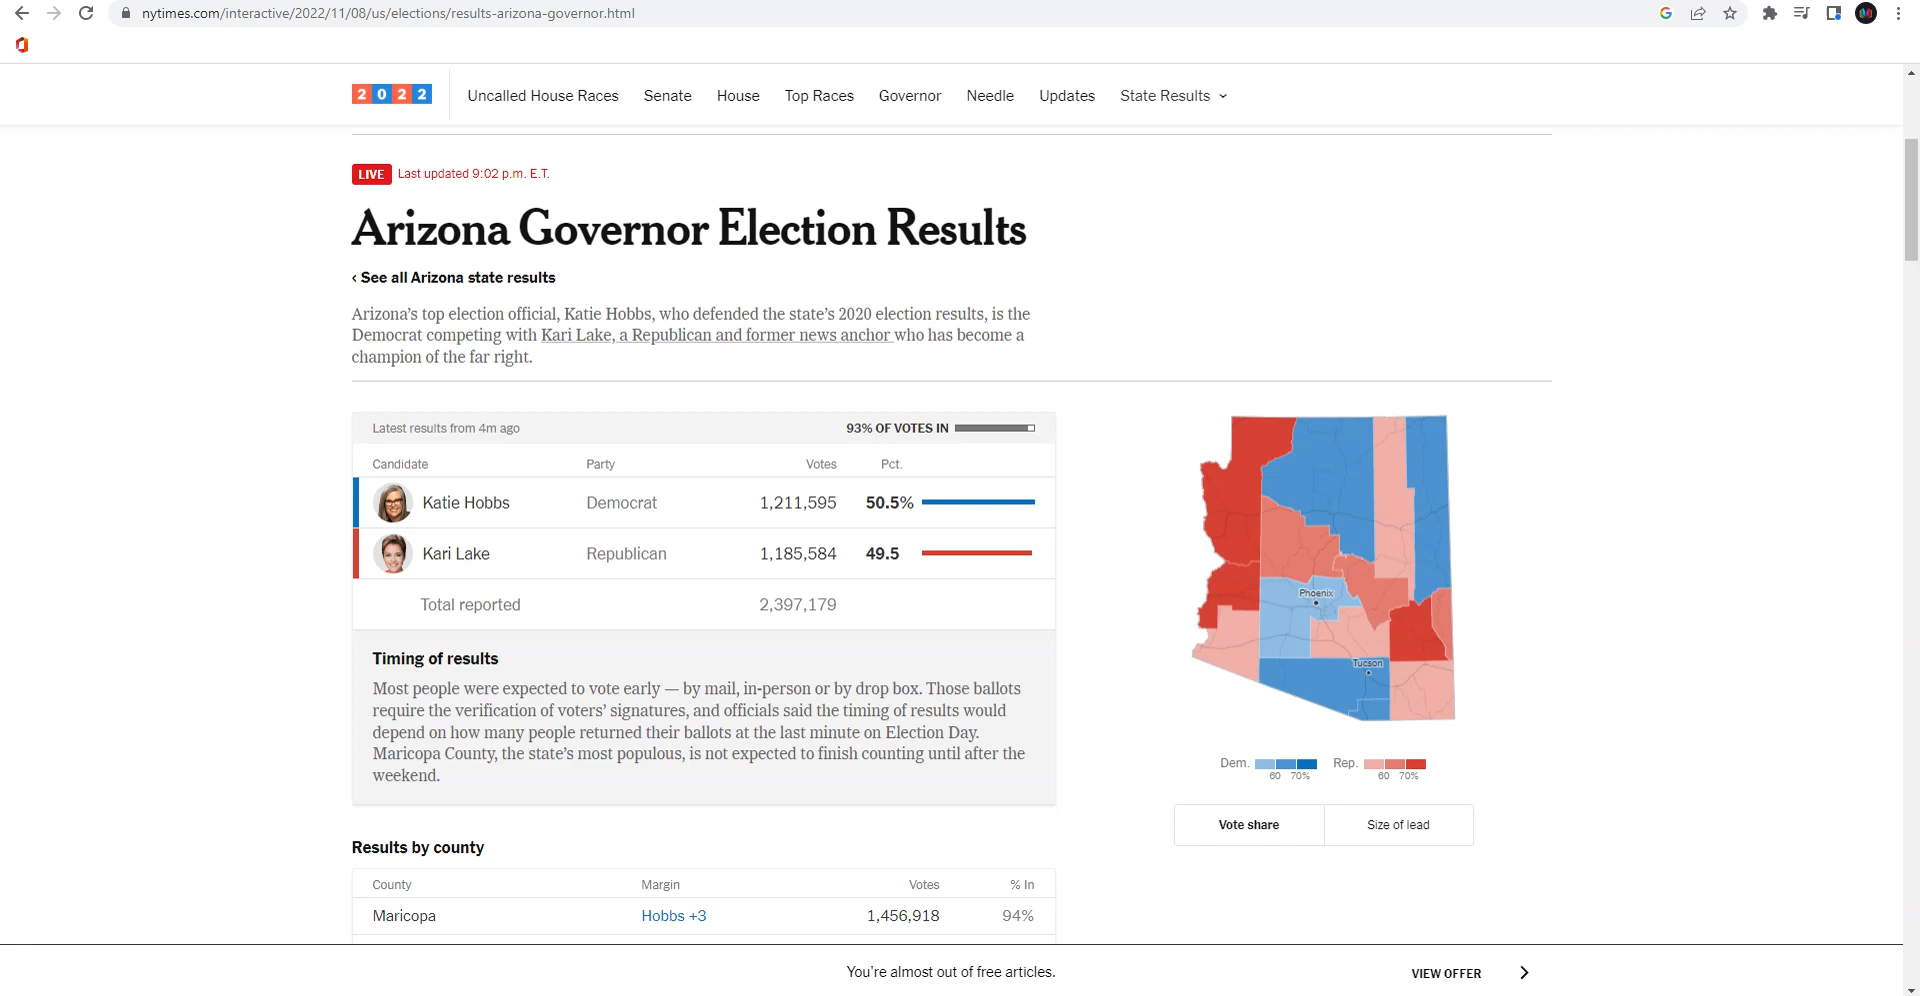 nytimes.com/interactive/2022/11/08/us/elections/results-arizona-governor.html
2022 Uncalled House Races Senate House Top Races Governor Needle Updates State Results
LIVE Last updated 9:02 p.m. E.T.
Arizona Governor Election Results
‹ See all Arizona state results
Arizona’s top election official, Katie Hobbs, who defended the state’s 2020 election results, is the
Democrat competing with Kari Lake, a Republican and former news anchor who has become a
champion of the far right.
Latest results from 4m ago 93% OF VOTES IN
Candidate Party Votes Pct.
Katie Hobbs Democrat 1,211,595 50.5%
Kari Lake Republican 1,185,584 49.5
Total reported 2,397,179
Timing of results
Most people were expected to vote early — by mail, in-person or by drop box. Those ballots
require the verification of voters’ signatures, and officials said the timing of results would
depend on how many people returned their ballots at the last minute on Election Day.
Maricopa County, the state’s most populous, is not expected to finish counting until after the
weekend.
Phoenix
Tucson
Dem. Rep.
60 70% 60 70%
Vote share Size of lead
Results by county
County Margin Votes % In
Maricopa Hobbs +3 1,456,918 94%
You’re almost out of free articles. VIEW OFFER